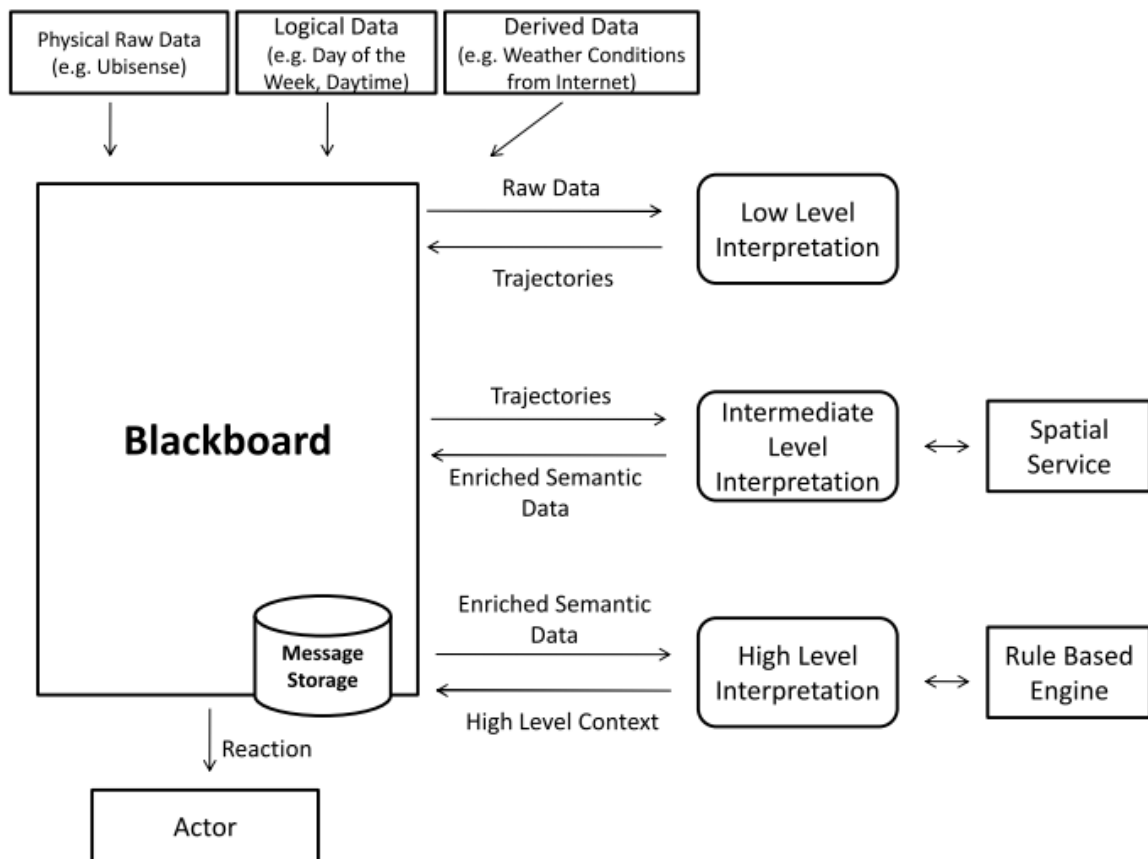 Physical Raw Data
(e.g. Ubisense)
Logical Data
(e.g. Day of the
Week, Daytime)
Derived Data
(e.g. Weather Conditions
from Internet)
Raw Data
Low Level
Interpretation
Trajectories
Blackboard
Trajectories
Intermediate
Level
Interpretation
Spatial
Service
Enriched Semantic
Data
Enriched Semantic
Data
Message
Storage
High Level
Interpretation
Rule Based
Engine
High Level Context
Reaction
Actor